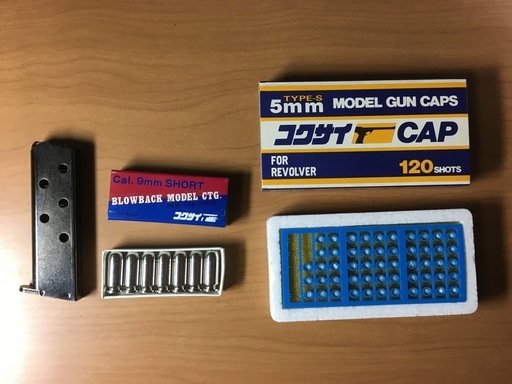 Cal. 9mm SHORT
BLOWBACK MODEL CTG.
コクサイ
TYPE-S
5mm MODEL GUN CAPS
コクサイ CAP
FOR
REVOLVER
120 SHOTS